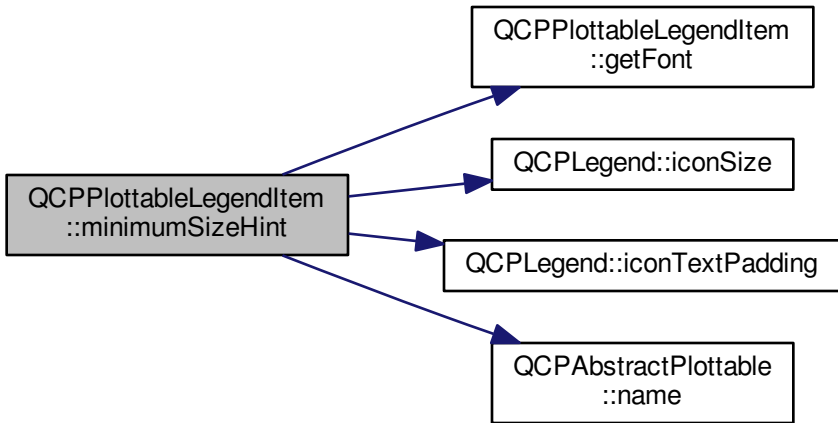 QCPPlottableLegendItem
::minimumSizeHint
QCPPlottableLegendItem
::getFont
QCPLegend::iconSize
QCPLegend::iconTextPadding
QCPAbstractPlottable
::name